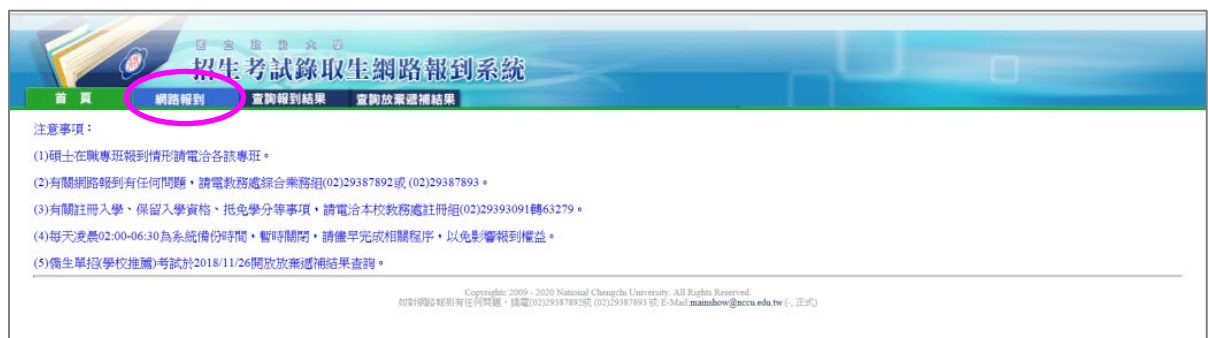 國立政治大學
招生考試錄取生網路報到系統
首頁 網路報到 查詢報到結果 查詢放棄遞補結果
注意事項：
(1)碩士在職專班報到情形請電洽各該專班。
(2)有關網路報到有任何問題，請電教務處綜合業務組(02)29387892或 (02)29387893。
(3)有關註冊入學、保留入學資格、抵免學分等事項，請電洽本校教務處註冊組(02)29393091轉63279。
(4)每天凌晨02:00-06:30為系統備份時間，暫時關閉，請儘早完成相關程序，以免影響報到權益。
(5)僑生單招(學校推薦)考試於2018/11/26開放放棄遞補結果查詢。
Copyrightc 2009 - 2020 National Chengchi University. All Rights Reserved.
如對網路報到有任何問題，請電(02)29387892或 (02)29387893 或 E-Mail:mainshow@nccu.edu.tw (-, 正式)